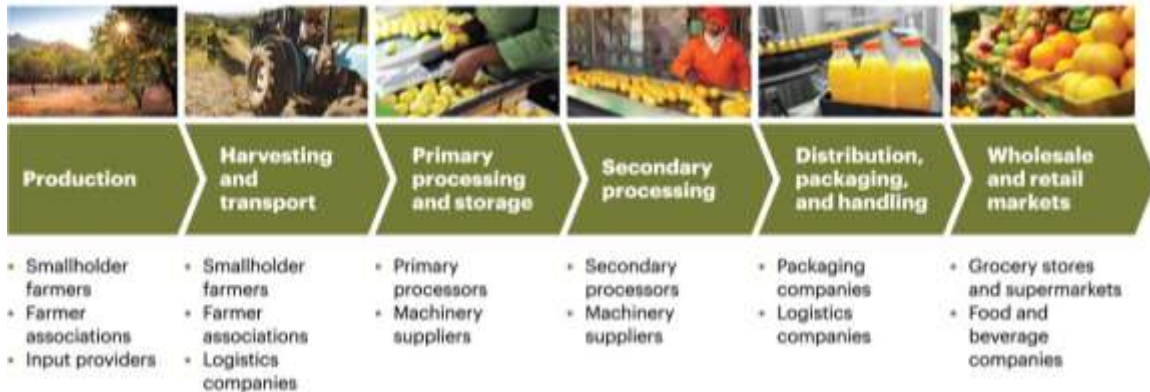 Production
Harvesting
and
transport
Primary
processing
and storage
Secondary
processing
Distribution,
packaging,
and handling
Wholesale
and retail
markets
• Smallholder
farmers
• Farmer
associations
• Input providers
• Smallholder
farmers
• Farmer
associations
• Logistics
companies
• Primary
processors
• Machinery
suppliers
• Secondary
processors
• Machinery
suppliers
• Packaging
companies
• Logistics
companies
• Grocery stores
and supermarkets
• Food and
beverage
companies